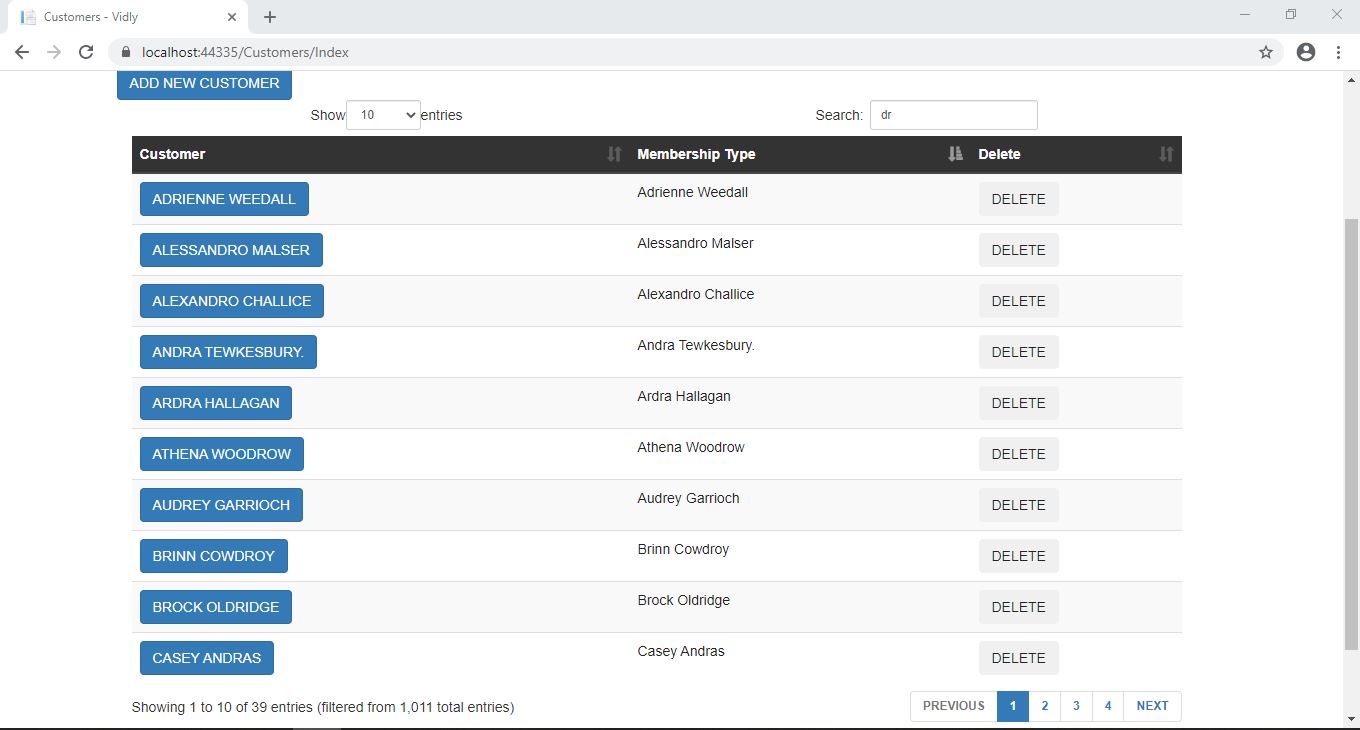 Customers - Vidly
localhost:44335/Customers/Index
ADD NEW CUSTOMER
Show 10 entries Search: dr
Customer Membership Type Delete
ADRIENNE WEEDALL Adrienne Weedall DELETE
ALESSANDRO MALSER Alessandro Malser DELETE
ALEXANDRO CHALLICE Alexandro Challice DELETE
ANDRA TEWKESBURY. Andra Tewkesbury. DELETE
ARDRA HALLAGAN Ardra Hallagan DELETE
ATHENA WOODROW Athena Woodrow DELETE
AUDREY GARRIOCH Audrey Garrioch DELETE
BRINN COWDROY Brinn Cowdroy DELETE
BROCK OLDRIDGE Brock Oldridge DELETE
CASEY ANDRAS Casey Andras DELETE
Showing 1 to 10 of 39 entries (filtered from 1,011 total entries) PREVIOUS 1 2 3 4 NEXT